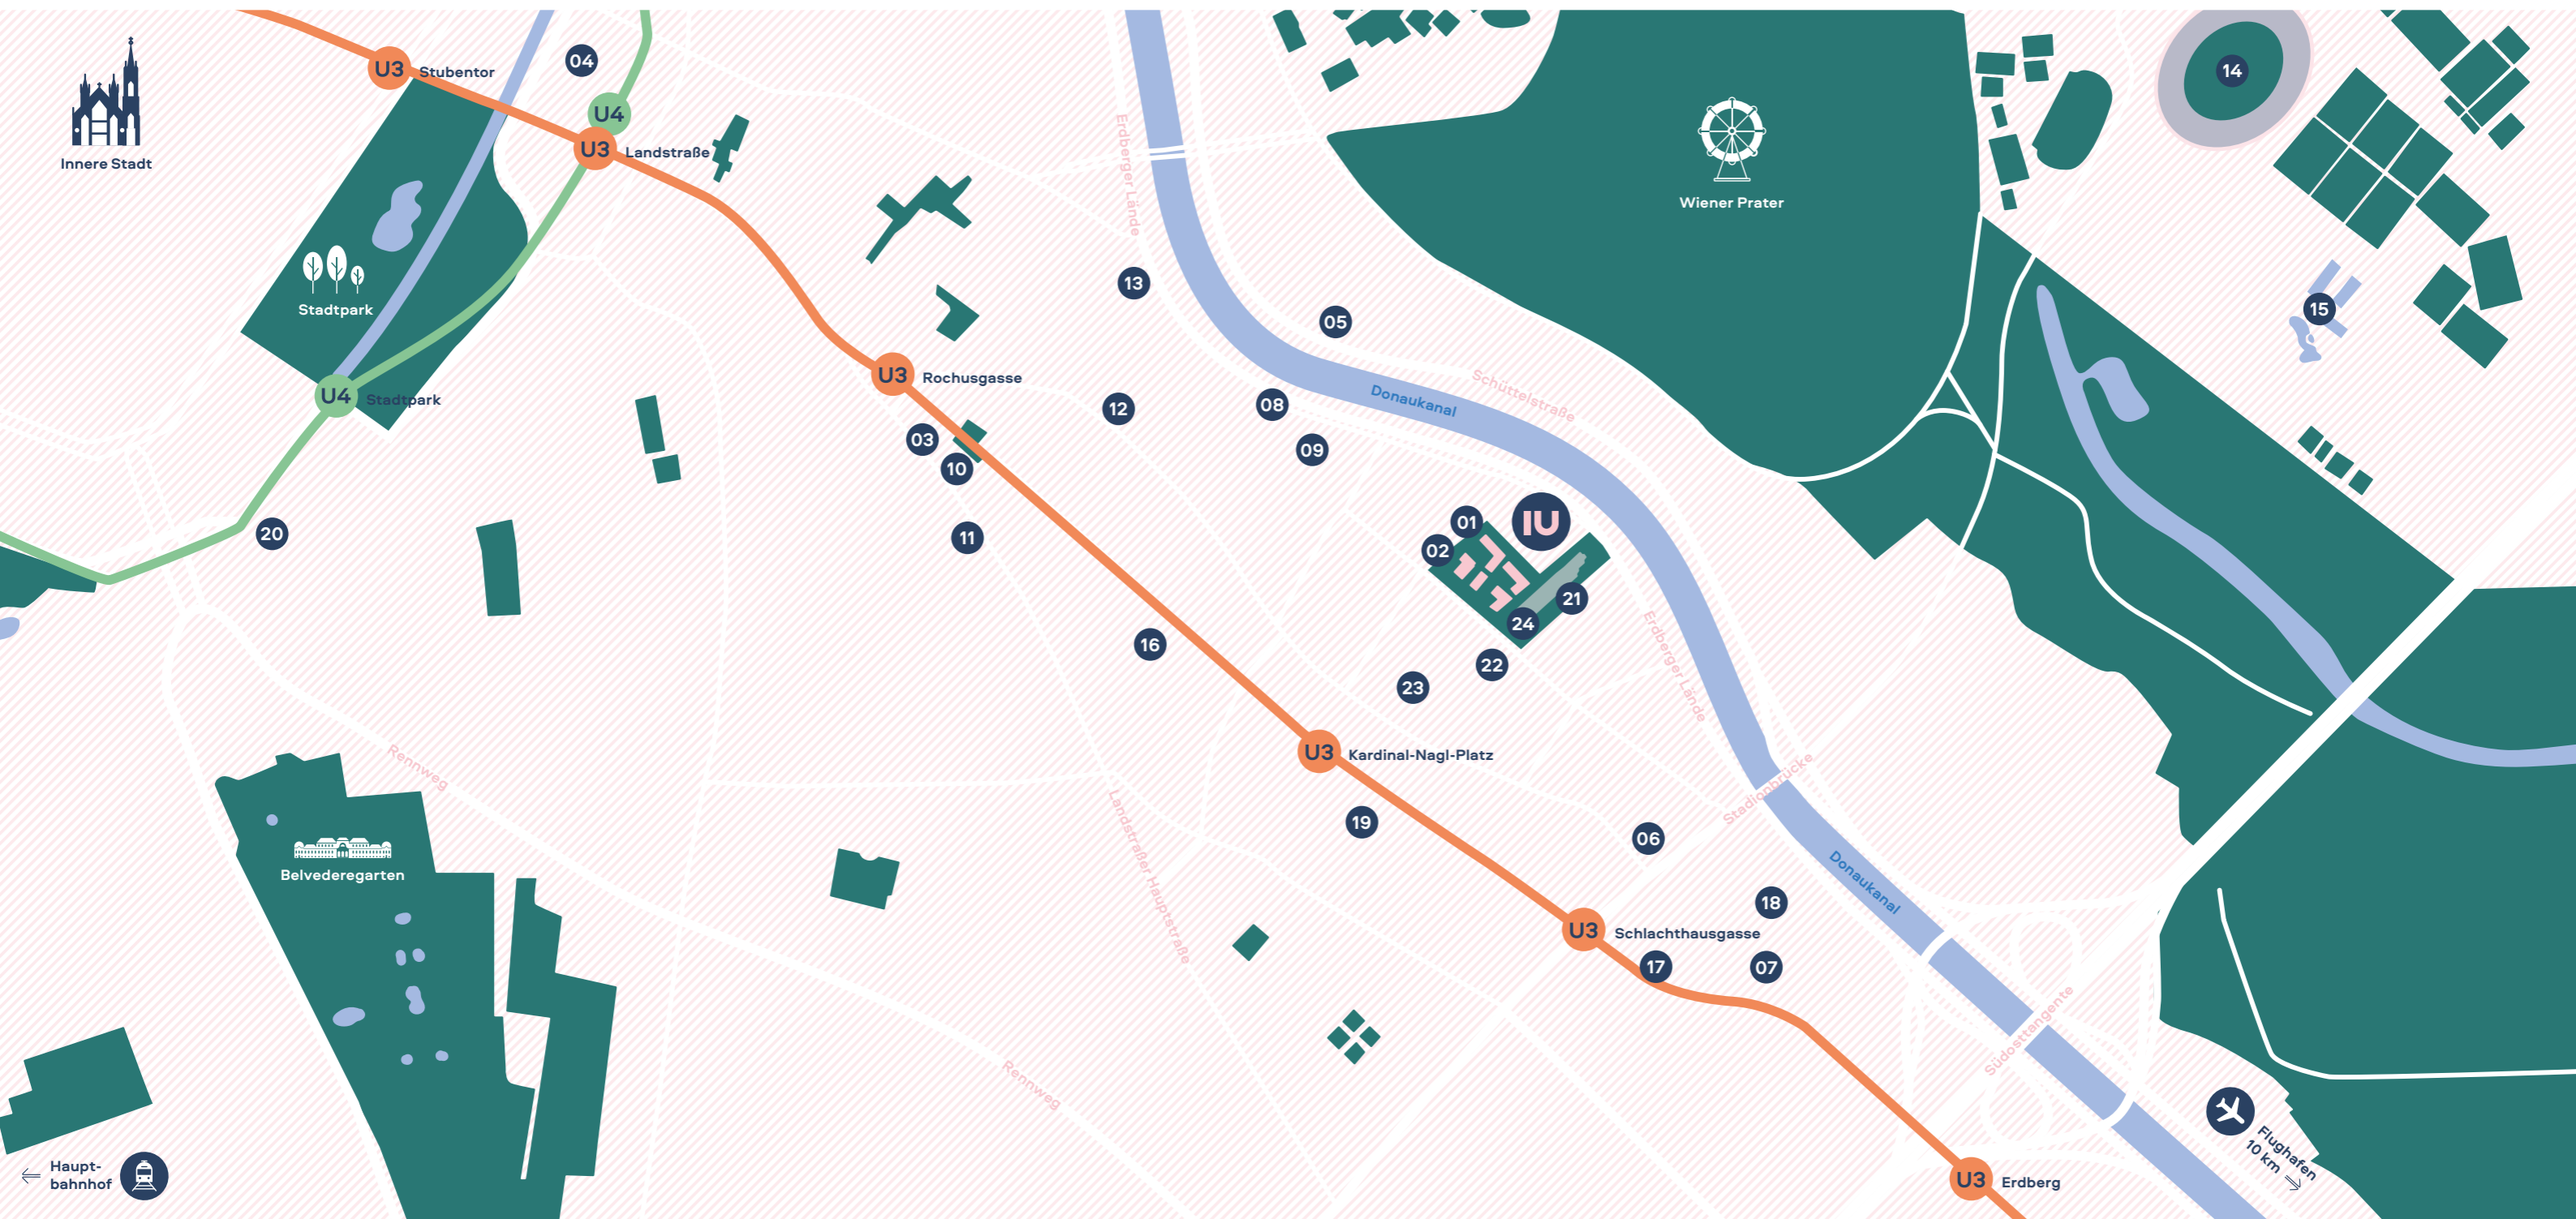 U3
Stubentor
04
U4
U3
Landstraße
Innere Stadt
Erdberger Lände
Wiener Prater
14
Stadtpark
13
05
15
U4
Stadtpark
U3
Rochusgasse
03
10
12
08
09
Donaukanal
Schüttelstraße
20
11
01
02
IU
21
24
22
23
16
Erdberger Lände
U3
Kardinal-Nagl-Platz
Stadionbrücke
Rennweg
Landstraßer Hauptstraße
19
06
Belvederegarten
Donaukanal
U3
Schlachthausgasse
18
17
07
Südosttangente
Rennweg
Haupt-
bahnhof
Flughafen
10 km
U3
Erdberg